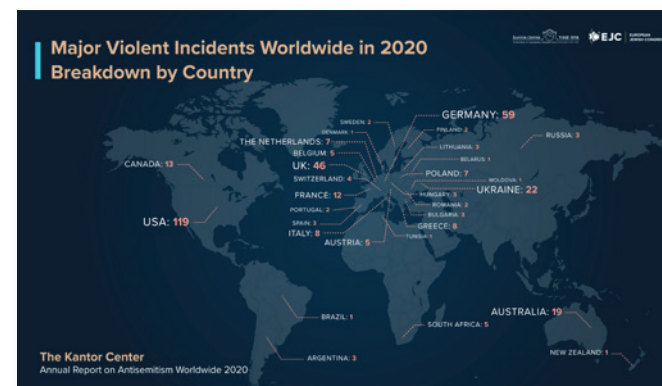 Major Violent Incidents Worldwide in 2020
Breakdown by Country
EJC
EUROPEAN
JEWISH CONGRESS
SWEDEN: 2
GERMANY: 59
DENMARK: 1
FINLAND: 2
RUSSIA: 3
THE NETHERLANDS: 7
LITHUANIA: 3
BELGIUM: 5
BELARUS: 1
CANADA: 13
UK: 46
POLAND: 7
SWITZERLAND: 4
MOLDOVA: 1
UKRAINE: 22
FRANCE: 12
HUNGARY: 3
ROMANIA: 2
PORTUGAL: 2
BULGARIA: 3
USA: 119
SPAIN: 3
GREECE: 8
ITALY: 8
TUNISIA: 1
AUSTRIA: 5
AUSTRALIA: 19
BRAZIL: 1
SOUTH AFRICA: 5
NEW ZEALAND: 1
ARGENTINA: 3
The Kantor Center
Annual Report on Antisemitism Worldwide 2020